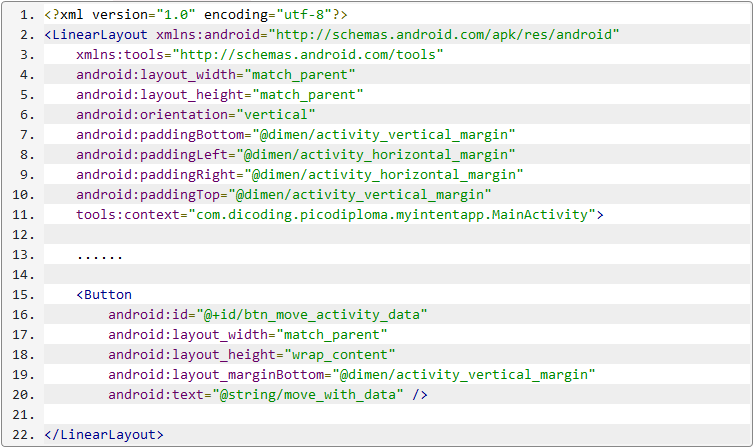 1. <?xml version="1.0" encoding="utf-8"?>
2. <LinearLayout xmlns:android="http://schemas.android.com/apk/res/android"
3.     xmlns:tools="http://schemas.android.com/tools"
4.     android:layout_width="match_parent"
5.     android:layout_height="match_parent"
6.     android:orientation="vertical"
7.     android:paddingBottom="@dimen/activity_vertical_margin"
8.     android:paddingLeft="@dimen/activity_horizontal_margin"
9.     android:paddingRight="@dimen/activity_horizontal_margin"
10.     android:paddingTop="@dimen/activity_vertical_margin"
11.     tools:context="com.dicoding.picodiploma.myintentapp.MainActivity">
12.
13.     ......
14.
15.     <Button
16.         android:id="@+id/btn_move_activity_data"
17.         android:layout_width="match_parent"
18.         android:layout_height="wrap_content"
19.         android:layout_marginBottom="@dimen/activity_vertical_margin"
20.         android:text="@string/move_with_data" />
21.
22. </LinearLayout>